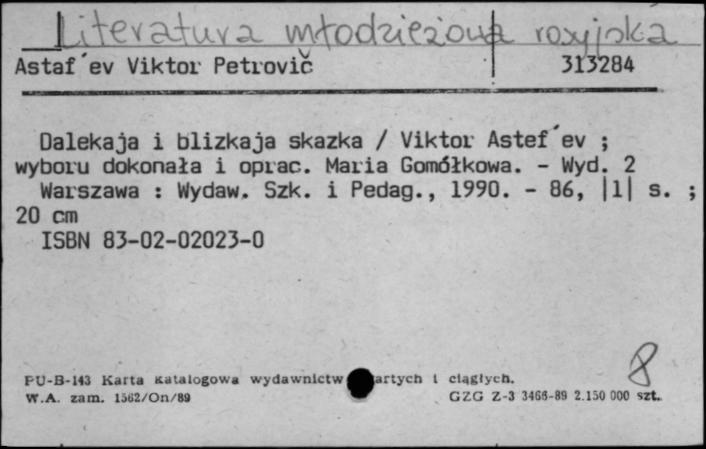 Literatura młodzieżowa rosyjska
Astaf´ev Viktor Petrovič 313284
Dalekaja i blizkaja skazka / Viktor Astef´ev ;
wyboru dokonała i oprac. Maria Gomółkowa. - Wyd. 2
Warszawa : Wydaw. Szk. i Pedag., 1990. - 86, |1| s. ;
20 cm
ISBN 83-02-02023-0
8
PU-B-143 Karta katalogowa wydawnictw artych i ciągłych.
W.A. zam. 1562/On/89 GZG Z-3 3466-89 2.150 000 szt.